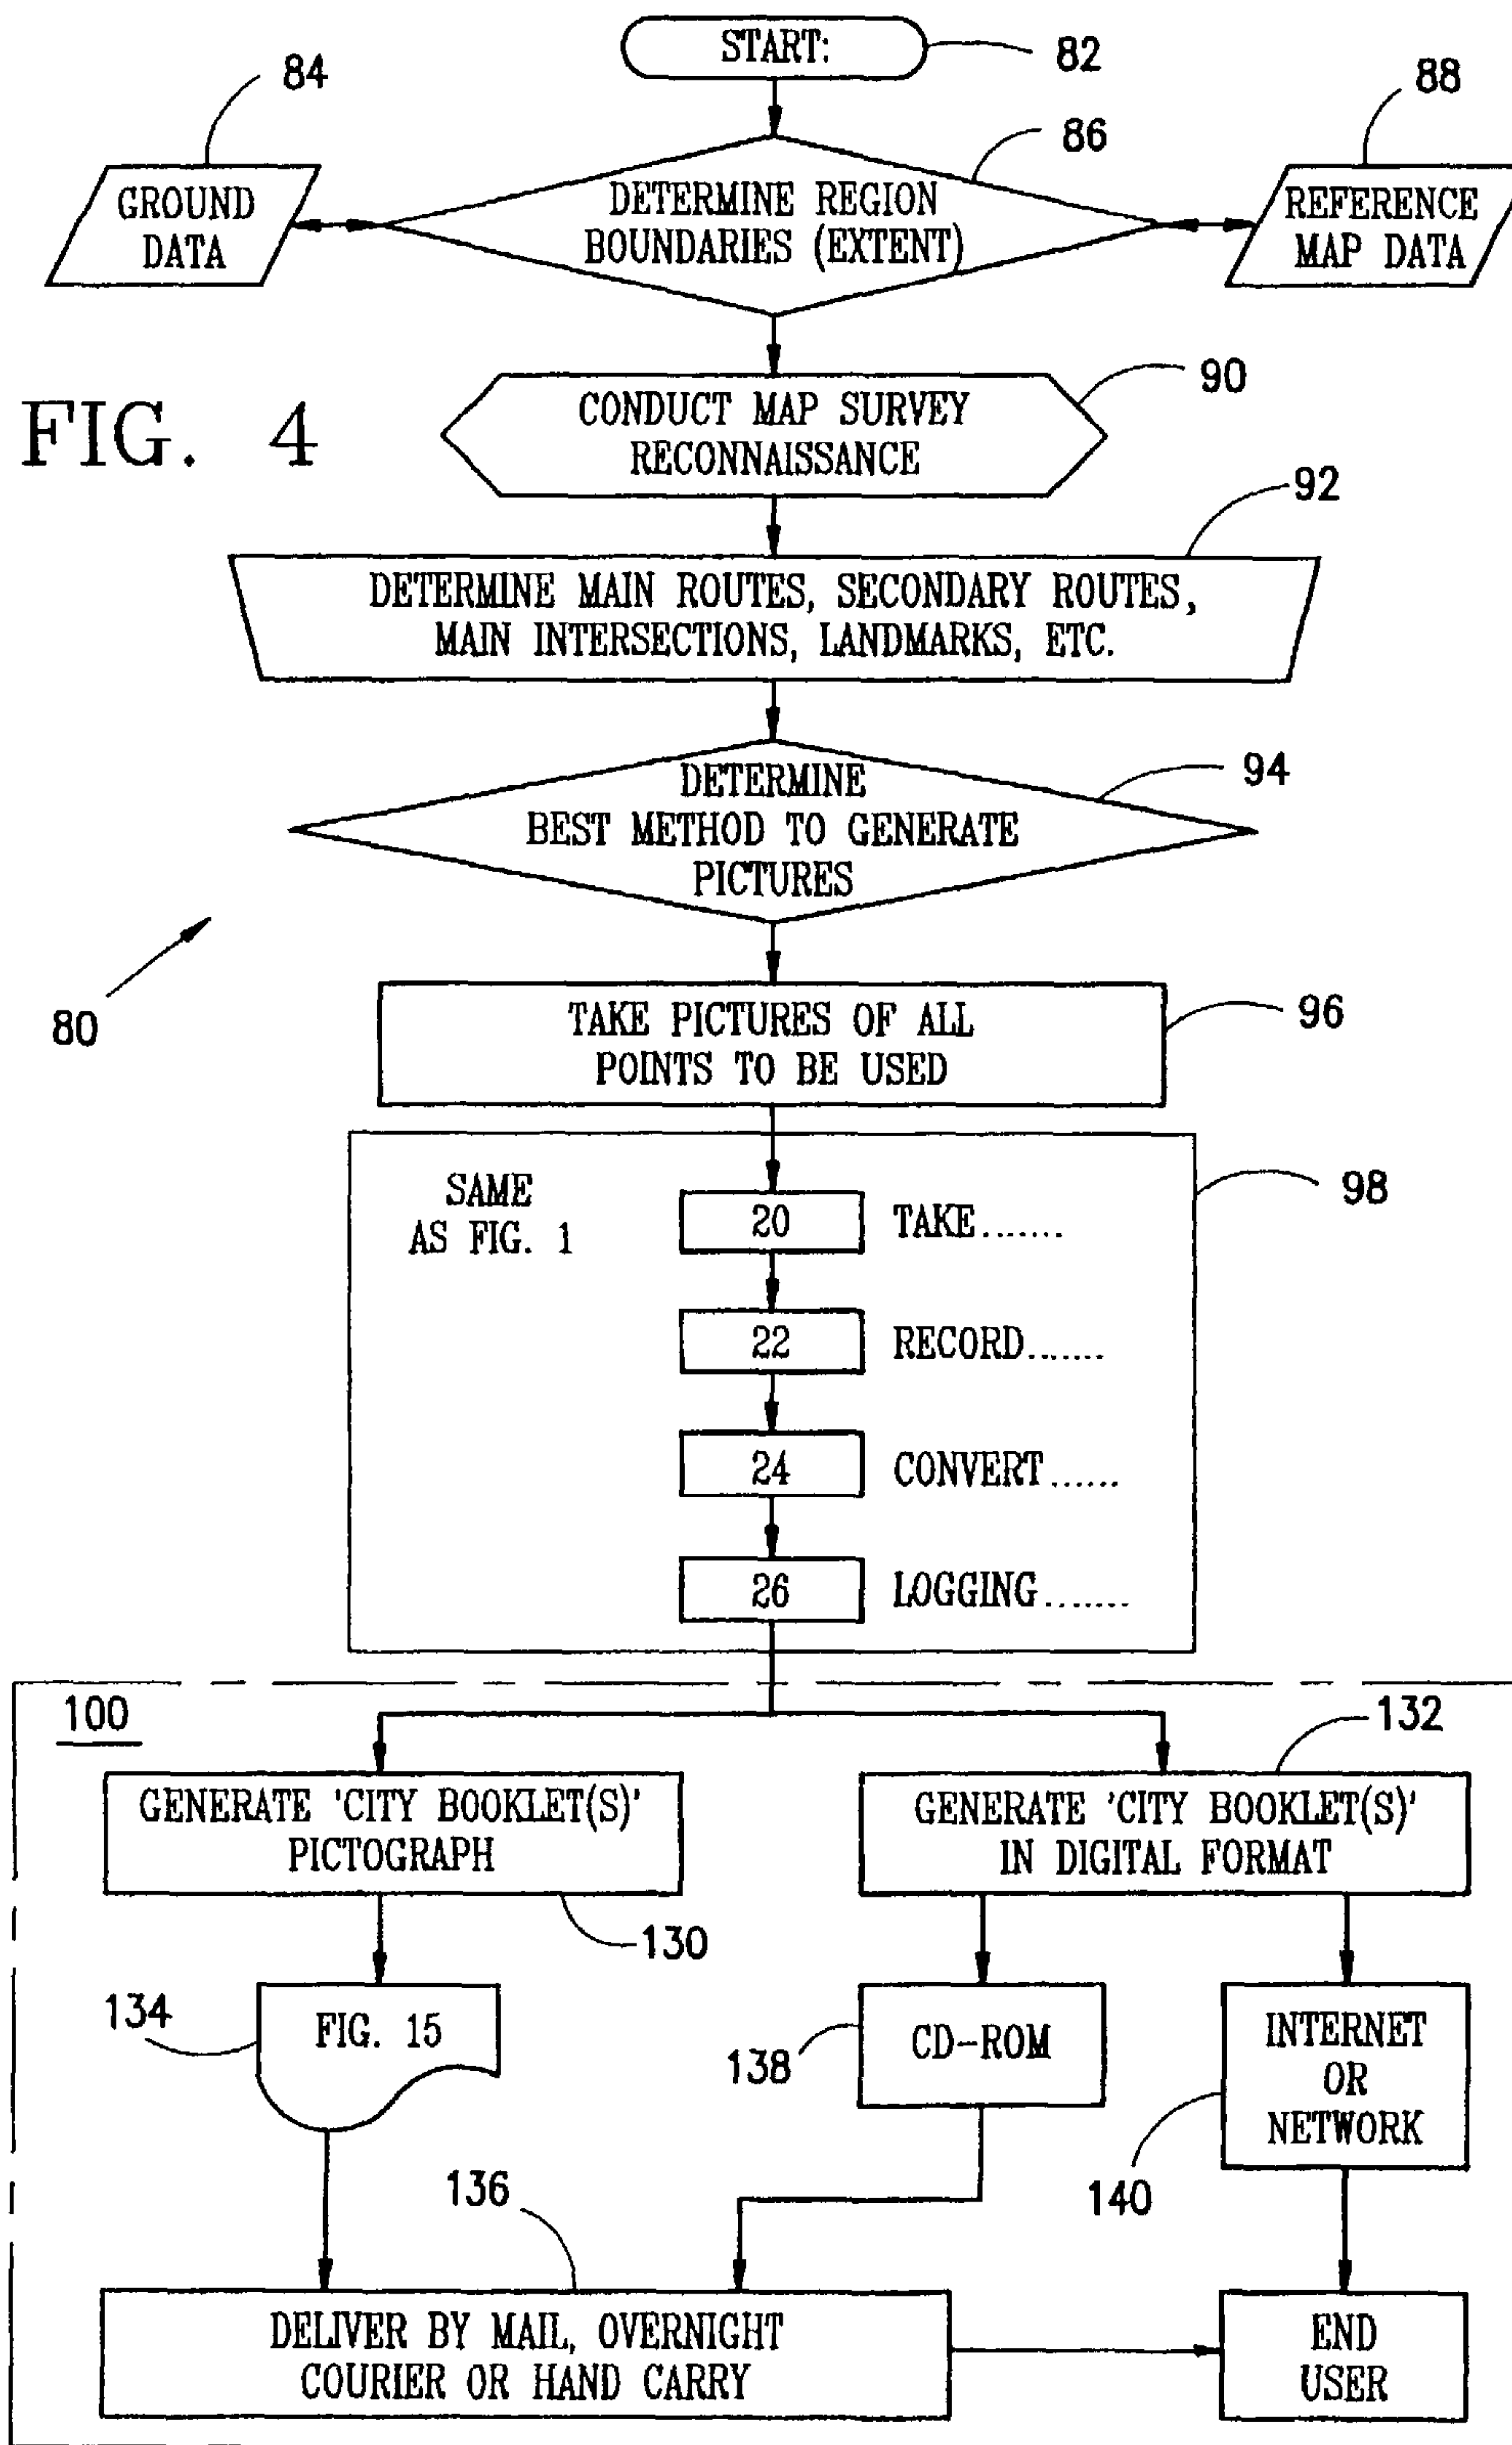 START:
82
84
88
86
GROUND
DATA
DETERMINE REGION
BOUNDARIES (EXTENT)
REFERENCE
MAP DATA
90
FIG. 4
CONDUCT MAP SURVEY
RECONNAISSANCE
92
DETERMINE MAIN ROUTES, SECONDARY ROUTES,
MAIN INTERSECTIONS, LANDMARKS, ETC.
94
DETERMINE
BEST METHOD TO GENERATE
PICTURES
80
96
TAKE PICTURES OF ALL
POINTS TO BE USED
98
SAME
AS FIG. 1
20 TAKE.......
22 RECORD.......
24 CONVERT......
26 LOGGING.......
100
132
GENERATE 'CITY BOOKLET(S)'
PICTOGRAPH
GENERATE 'CITY BOOKLET(S)'
IN DIGITAL FORMAT
130
134
FIG. 15
138
CD-ROM
INTERNET
OR
NETWORK
136
140
DELIVER BY MAIL, OVERNIGHT
COURIER OR HAND CARRY
END
USER